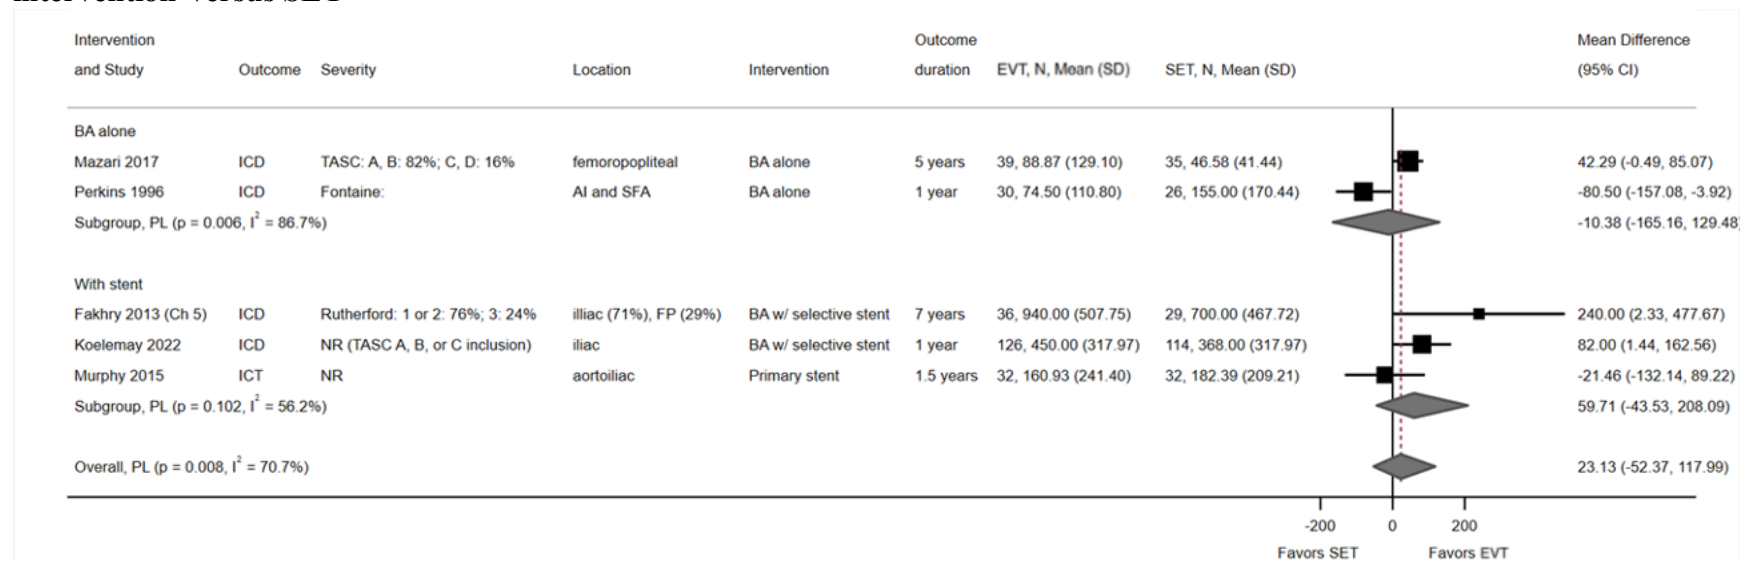 intervention versus SET
Intervention Outcome Mean Difference
and Study Outcome Severity Location Intervention duration EVT, N, Mean (SD) SET, N, Mean (SD) (95% CI)
BA alone
Mazari 2017 ICD TASC: A, B: 82%; C, D: 16% femoropopliteal BA alone 5 years 39, 88.87 (129.10) 35, 46.58 (41.44) 42.29 (-0.49, 85.07)
Perkins 1996 ICD Fontaine: AI and SFA BA alone 1 year 30, 74.50 (110.80) 26, 155.00 (170.44) -80.50 (-157.08, -3.92)
Subgroup, PL (p = 0.006, I² = 86.7%) -10.38 (-165.16, 129.48)
With stent
Fakhry 2013 (Ch 5) ICD Rutherford: 1 or 2: 76%; 3: 24% illiac (71%), FP (29%) BA w/ selective stent 7 years 36, 940.00 (507.75) 29, 700.00 (467.72) 240.00 (2.33, 477.67)
Koelemay 2022 ICD NR (TASC A, B, or C inclusion) iliac BA w/ selective stent 1 year 126, 450.00 (317.97) 114, 368.00 (317.97) 82.00 (1.44, 162.56)
Murphy 2015 ICT NR aortoiliac Primary stent 1.5 years 32, 160.93 (241.40) 32, 182.39 (209.21) -21.46 (-132.14, 89.22)
Subgroup, PL (p = 0.102, I² = 56.2%) 59.71 (-43.53, 208.09)
Overall, PL (p = 0.008, I² = 70.7%) 23.13 (-52.37, 117.99)
-200 0 200
Favors SET Favors EVT